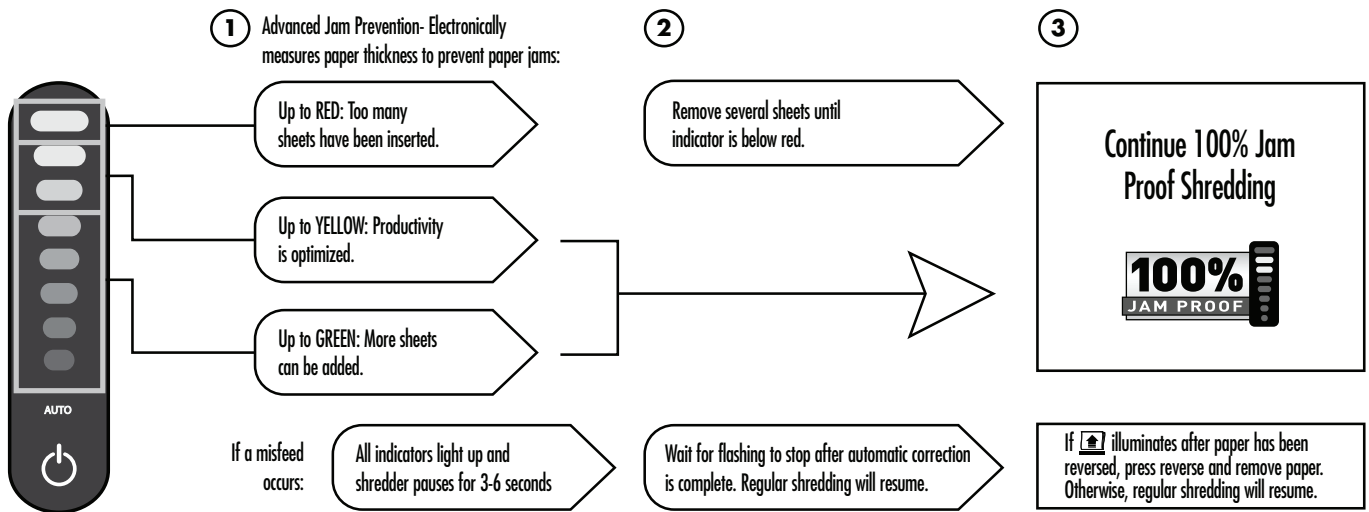 1 Advanced Jam Prevention- Electronically
measures paper thickness to prevent paper jams:
Up to RED: Too many
sheets have been inserted.
Up to YELLOW: Productivity
is optimized.
Up to GREEN: More sheets
can be added.
2
Remove several sheets until
indicator is below red.
3
Continue 100% Jam
Proof Shredding
100%
JAM PROOF
AUTO
If a misfeed
occurs:
All indicators light up and
shredder pauses for 3-6 seconds
Wait for flashing to stop after automatic correction
is complete. Regular shredding will resume.
If illuminates after paper has been
reversed, press reverse and remove paper.
Otherwise, regular shredding will resume.